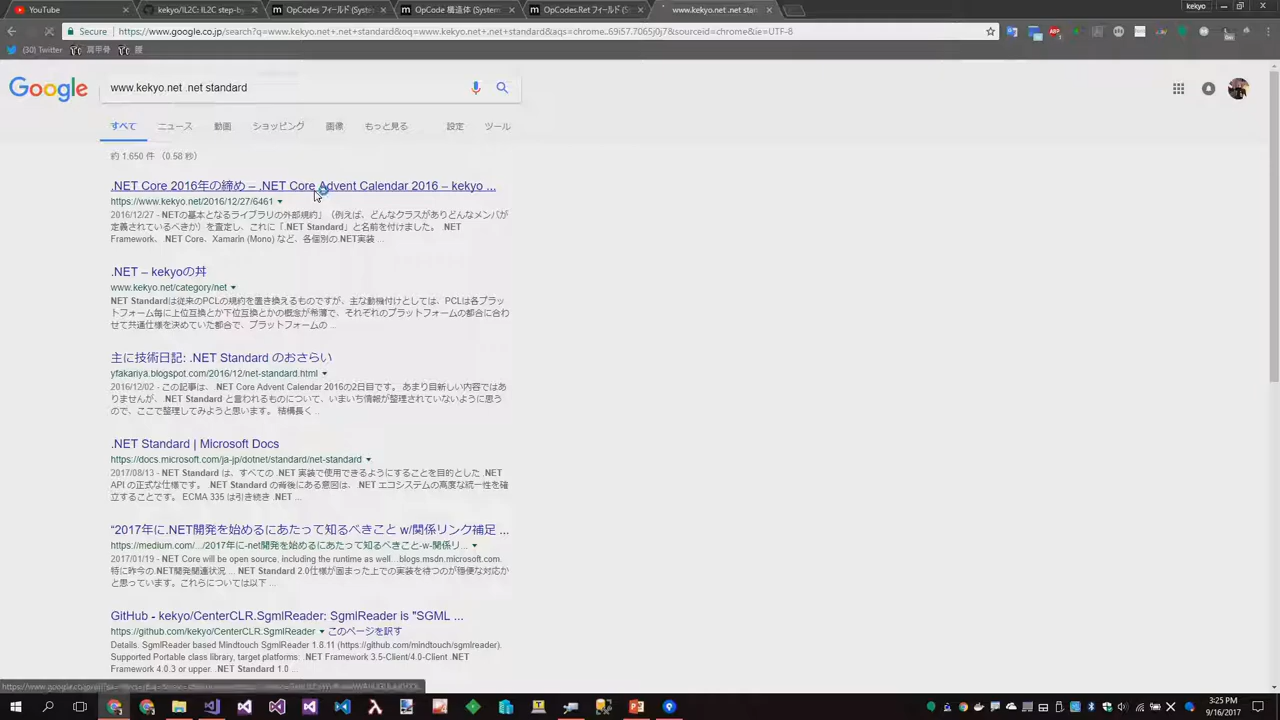 YouTube
kekyo/IL2C: IL2C step-by-
OpCodes フィールド (Syste
OpCode 構造体 (System
OpCodes.Ret フィールド (S
www.kekyo.net .net stan
kekyo
Secure
https://www.google.co.jp/search?q=www.kekyo.net+.net+standard&oq=www.kekyo.net+.net+standard&aqs=chrome..69i57.7065j0j7&sourceid=chrome&ie=UTF-8
(30) Twitter
肩甲骨
腰
Google
www.kekyo.net .net standard
すべて ニュース 動画 ショッピング 画像 もっと見る 設定 ツール
約 1,650 件 （0.58 秒）
.NET Core 2016年の締め – .NET Core Advent Calendar 2016 – kekyo ...
https://www.kekyo.net/2016/12/27/6461
2016/12/27 - NETの基本となるライブラリの外部規約」（例えば、どんなクラスがありどんなメンバが
定義されているべきか）を査定し、これに「.NET Standard」と名前を付けました。 .NET
Framework、.NET Core、Xamarin (Mono) など、各個別の.NET実装 ...
.NET – kekyoの丼
www.kekyo.net/category/net
NET Standardは従来のPCLの規約を置き換えるものですが、主な動機付けとしては、PCLは各プラッ
トフォーム毎に上位互換とか下位互換とかの概念が希薄で、それぞれのプラットフォームの都合に合わ
せて共通仕様を決めていた都合で、プラットフォームの ...
主に技術日記: .NET Standard のおさらい
yfakariya.blogspot.com/2016/12/net-standard.html
2016/12/02 - この記事は、.NET Core Advent Calendar 2016の2日目です。 あまり目新しい内容ではあ
りませんが、.NET Standard と言われるものについて、いまいち情報が整理されていないように思う
ので、ここで整理してみようと思います。 結構長く ...
.NET Standard | Microsoft Docs
https://docs.microsoft.com/ja-jp/dotnet/standard/net-standard
2017/08/13 - NET Standard は、すべての .NET 実装で使用できるようにすることを目的とした .NET
API の正式な仕様です。 .NET Standard の背後にある意図は、.NET エコシステムの高度な統一性を確
立することです。 ECMA 335 は引き続き .NET ...
“2017年に.NET開発を始めるにあたって知るべきこと w/関係リンク補足 ...
https://medium.com/.../2017年に-net開発を始めるにあたって知るべきこと-w-関係リ...
2017/01/19 - .NET Core will be open source, including the runtime as well...blogs.msdn.microsoft.com.
特に昨今の.NET開発関連状況 ... NET Standard 2.0仕様が固まった上での実装を待つのが穏便な対応か
と思っています。これらについては以下 ...
GitHub - kekyo/CenterCLR.SgmlReader: SgmlReader is "SGML ...
https://github.com/kekyo/CenterCLR.SgmlReader
このページを訳す
Details. SgmlReader based Mindtouch SgmlReader 1.8.11 (https://github.com/mindtouch/sgmlreader).
Supported Portable class library, target platforms: .NET Framework 3.5-Client/4.0-Client .NET
Framework 4.0.3 or upper. .NET Standard 1.0 ...
3:25 PM
9/16/2017